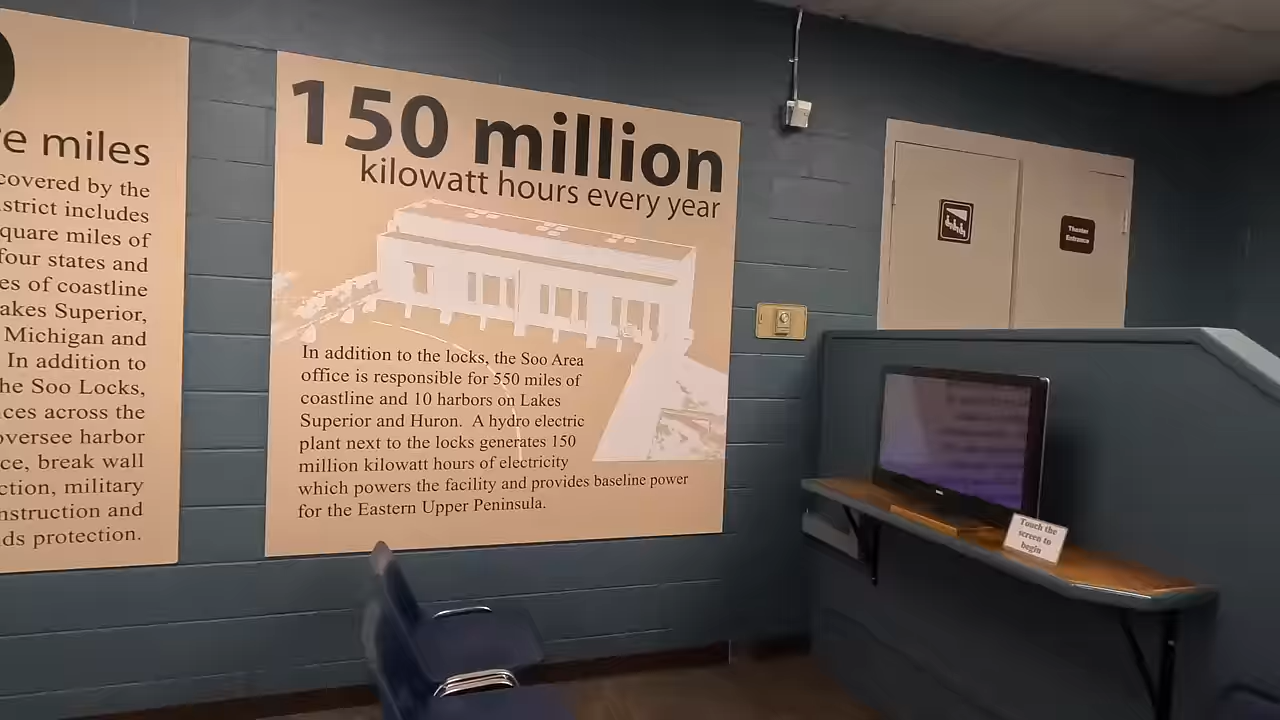 e miles
covered by the
strict includes
quare miles of
four states and
es of coastline
akes Superior,
Michigan and
In addition to
he Soo Locks,
ces across the
oversee harbor
ce, break wall
ction, military
nstruction and
ds protection.
150 million
kilowatt hours every year
In addition to the locks, the Soo Area
office is responsible for 550 miles of
coastline and 10 harbors on Lakes
Superior and Huron. A hydro electric
plant next to the locks generates 150
million kilowatt hours of electricity
which powers the facility and provides baseline power
for the Eastern Upper Peninsula.
Theater
Entrance
Touch the
screen to
begin